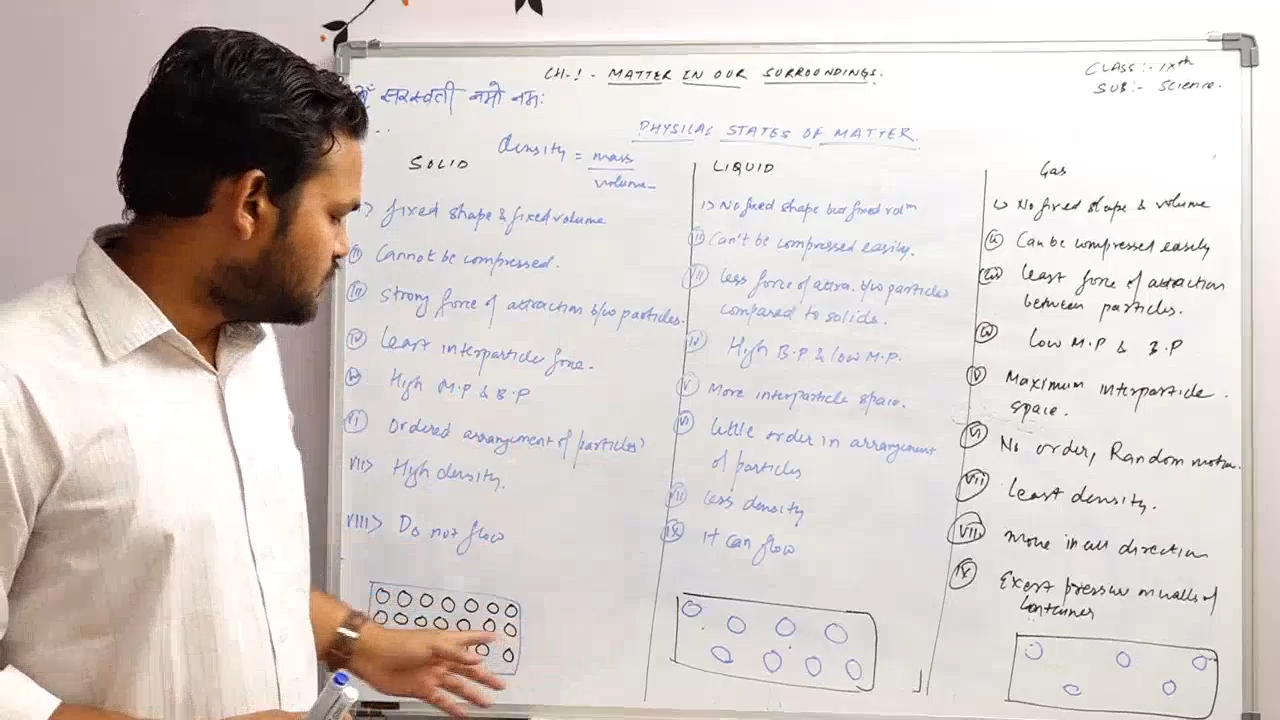 CH-1 - MATTER IN OUR SURROUNDINGS.
CLASS:- IXth
SUB:- Science.
सरस्वती नमो नमः
PHYSICAL STATES OF MATTER.
density = mass
volume
SOLID
fixed shape & fixed volume
(ii) Cannot be compressed.
(iii) Strong force of attraction b/w particles.
(iv) Least interparticle force.
(v) High M.P & B.P
(vi) Ordered arrangement of particles
VII> High density.
VIII> Do not flow
LIQUID
1> No fixed shape but fixed volm
(ii) Can't be compressed easily.
(iii) less force of attra. b/w particles
compared to solids.
(iv) High B.P & low M.P.
(v) More interparticle space.
(vi) little order in arrangement
of particles
(vii) less density
(ix) It can flow
Gas
No fixed shape & volume
(ii) Can be compressed easily
(iii) Least force of attraction
between particles.
(iv) low M.P & B.P
(v) Maximum interparticle
space.
(vi) No order, Random motion.
(vii) Least density.
(viii) move in all direction
(ix) Exert pressure on walls of
container